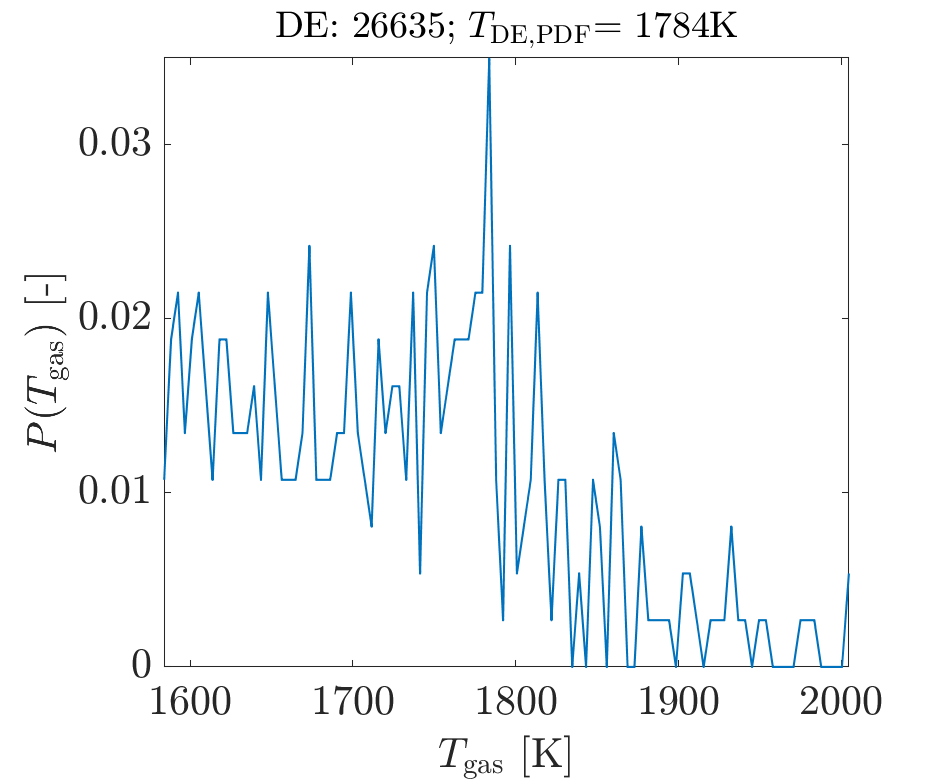 DE: 26635; T_DE,PDF= 1784K
0.03
0.02
0.01
0
P(T_gas) [-]
1600 1700 1800 1900 2000
T_gas [K]